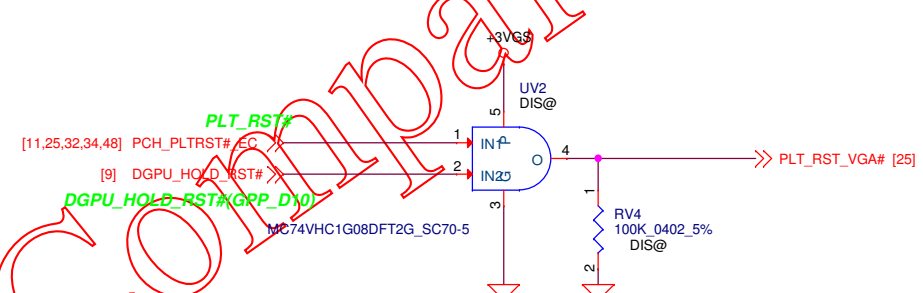 Compa
+3VGS
UV2
DIS@
5
PLT_RST#
[11,25,32,34,48] PCH_PLTRST#_EC 1 IN1 P
O 4 PLT_RST_VGA# [25]
[9] DGPU_HOLD_RST# 2 IN2 G
DGPU_HOLD_RST#(GPP_D10)
3
1
RV4
MC74VHC1G08DFT2G_SC70-5 100K_0402_5%
DIS@
2